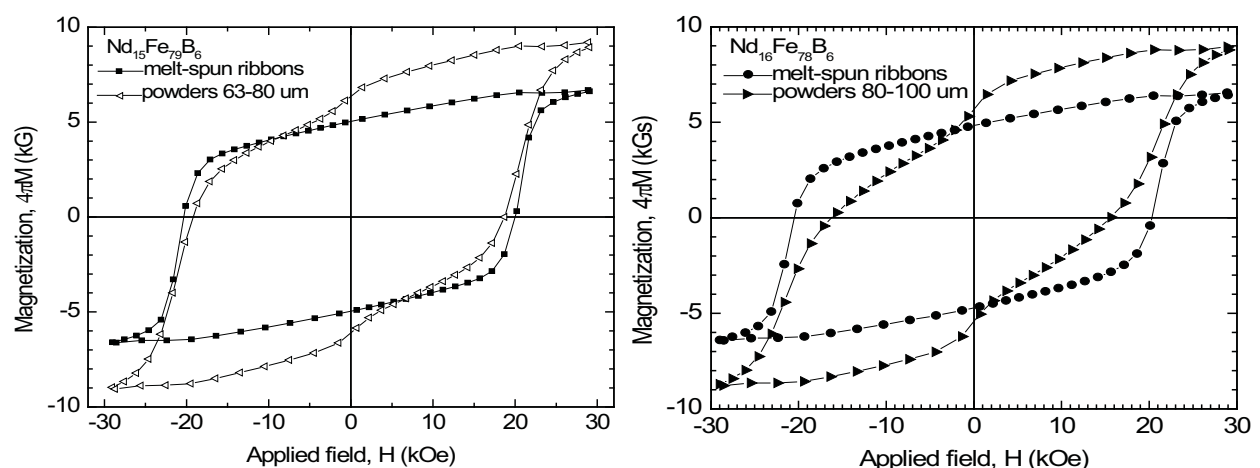 Nd15Fe79B6
melt-spun ribbons
powders 63-80 um
Magnetization, 4πM (kG)
10
5
0
-5
-10
-30 -20 -10 0 10 20 30
Applied field, H (kOe)
Nd16Fe78B6
melt-spun ribbons
powders 80-100 um
Magnetization, 4πM (kGs)
10
5
0
-5
-10
-30 -20 -10 0 10 20 30
Applied field, H (kOe)